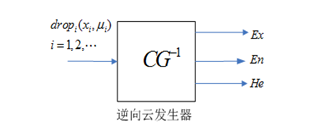 drop_i(x_i, μ_i)
i = 1, 2, ⋯
CG⁻¹
Ex
En
He
逆向云发生器